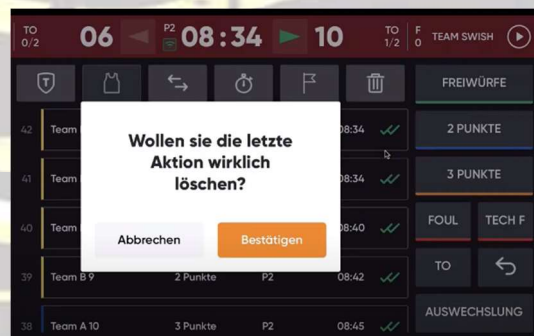 TO
0/2
06
P2
08:34
10
TO
1/2
F
0
TEAM SWISH
T
FREIWÜRFE
42 Team 08:34
2 PUNKTE
41 Team 08:34
3 PUNKTE
40 Team 08:40
FOUL
TECH F
39 Team B 9 2 Punkte P2 08:42
TO
38 Team A 10 3 Punkte P2 08:45
AUSWECHSLUNG
Wollen sie die letzte
Aktion wirklich
löschen?
Abbrechen
Bestätigen